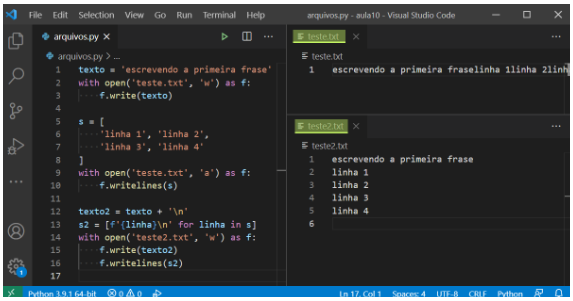 File Edit Selection View Go Run Terminal Help arquivos.py - aula10 - Visual Studio Code
arquivos.py
arquivos.py > ...
1 texto = 'escrevendo a primeira frase'
2 with open('teste.txt', 'w') as f:
3 ····f.write(texto)
4
5 s = [
6 ····'linha 1', 'linha 2',
7 ····'linha 3', 'linha 4'
8 ]
9 with open('teste.txt', 'a') as f:
10 ····f.writelines(s)
11
12 texto2 = texto + '\n'
13 s2 = [f'{linha}\n' for linha in s]
14 with open('teste2.txt', 'w') as f:
15 ····f.write(texto2)
16 ····f.writelines(s2)
17
teste.txt
teste.txt
1 escrevendo a primeira fraselinha 1linha 2linh
teste2.txt
teste2.txt
1 escrevendo a primeira frase
2 linha 1
3 linha 2
4 linha 3
5 linha 4
6
Python 3.9.1 64-bit 0 0 Ln 17, Col 1 Spaces: 4 UTF-8 CRLF Python